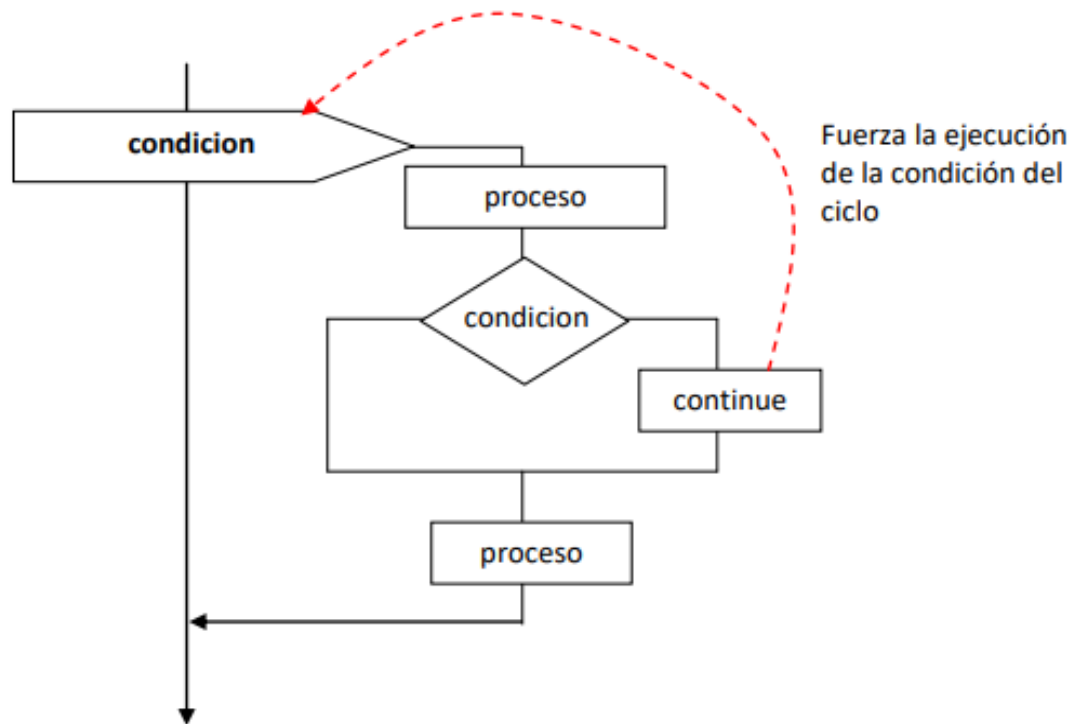 condicion
proceso
condicion
continue
proceso
Fuerza la ejecución
de la condición del
ciclo